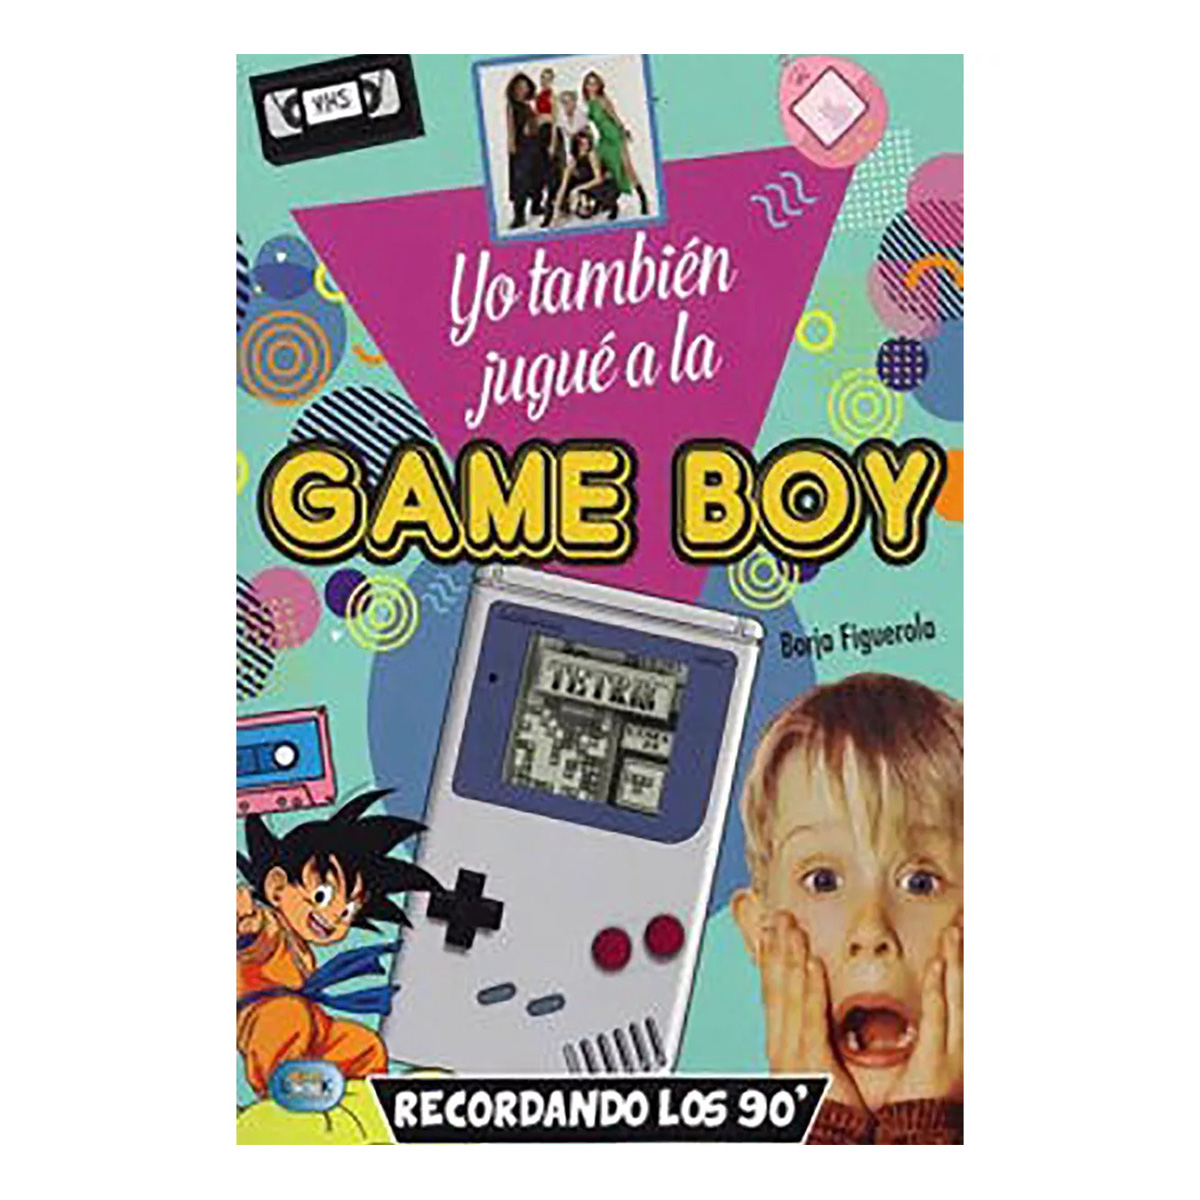 VHS
Yo también
jugué a la
GAME BOY
Borja Figuerola
TETRIS
RECORDANDO LOS 90'